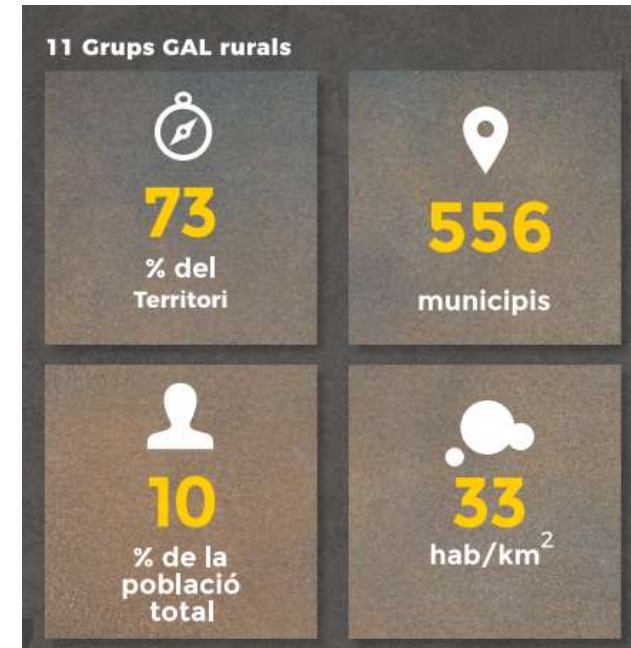 11 Grups GAL rurals
73
% del
Territori
556
municipis
10
% de la
població
total
33
hab/km²